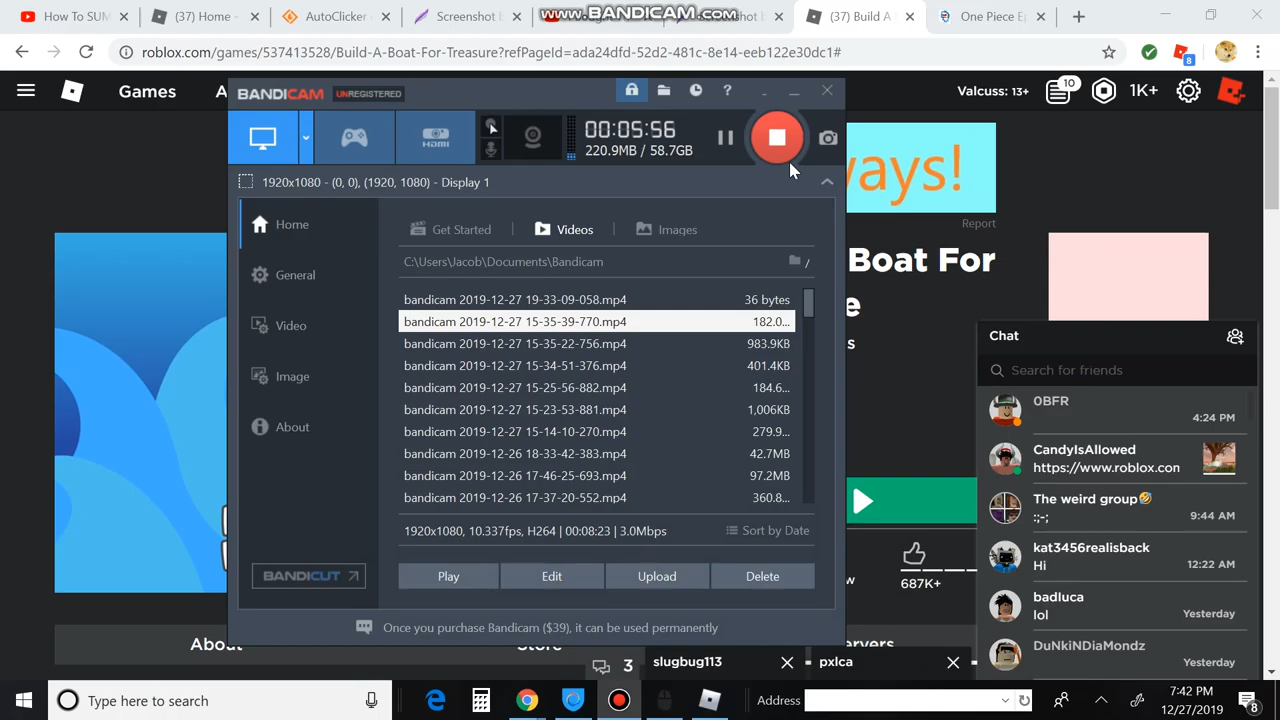 How To SUM
(37) Home -
AutoClicker
Screenshot b
www.BANDICAM.com
shot b
(37) Build A
One Piece Ep
roblox.com/games/537413528/Build-A-Boat-For-Treasure?refPageId=ada24dfd-52d2-481c-8e14-eeb122e30dc1#
8
Games
A
Valcuss: 13+
10
1K+
BANDICAM
UNREGISTERED
?
HDMI
00:05:56
220.9MB / 58.7GB
1920x1080 - (0, 0), (1920, 1080) - Display 1
ways!
Report
Home
General
Video
Image
About
BANDICUT
Get Started
Videos
Images
C:\Users\Jacob\Documents\Bandicam
/
bandicam 2019-12-27 19-33-09-058.mp4 36 bytes
bandicam 2019-12-27 15-35-39-770.mp4 182.0...
bandicam 2019-12-27 15-35-22-756.mp4 983.9KB
bandicam 2019-12-27 15-34-51-376.mp4 401.4KB
bandicam 2019-12-27 15-25-56-882.mp4 184.6...
bandicam 2019-12-27 15-23-53-881.mp4 1,006KB
bandicam 2019-12-27 15-14-10-270.mp4 279.9...
bandicam 2019-12-26 18-33-42-383.mp4 42.7MB
bandicam 2019-12-26 17-46-25-693.mp4 97.2MB
bandicam 2019-12-26 17-37-20-552.mp4 360.8...
1920x1080, 10.337fps, H264 | 00:08:23 | 3.0Mbps
Sort by Date
Play
Edit
Upload
Delete
Once you purchase Bandicam ($39), it can be used permanently
Boat For
e
s
687K+
w
About
Store
ervers
Chat
Search for friends
0BFR
4:24 PM
CandyIsAllowed
https://www.roblox.con
The weird group🤣
:;-;
9:44 AM
kat3456realisback
Hi
12:22 AM
badluca
lol
Yesterday
DuNkiNDiaMondz
Yesterday
3
slugbug113
pxlca
Type here to search
Address
7:42 PM
12/27/2019
8